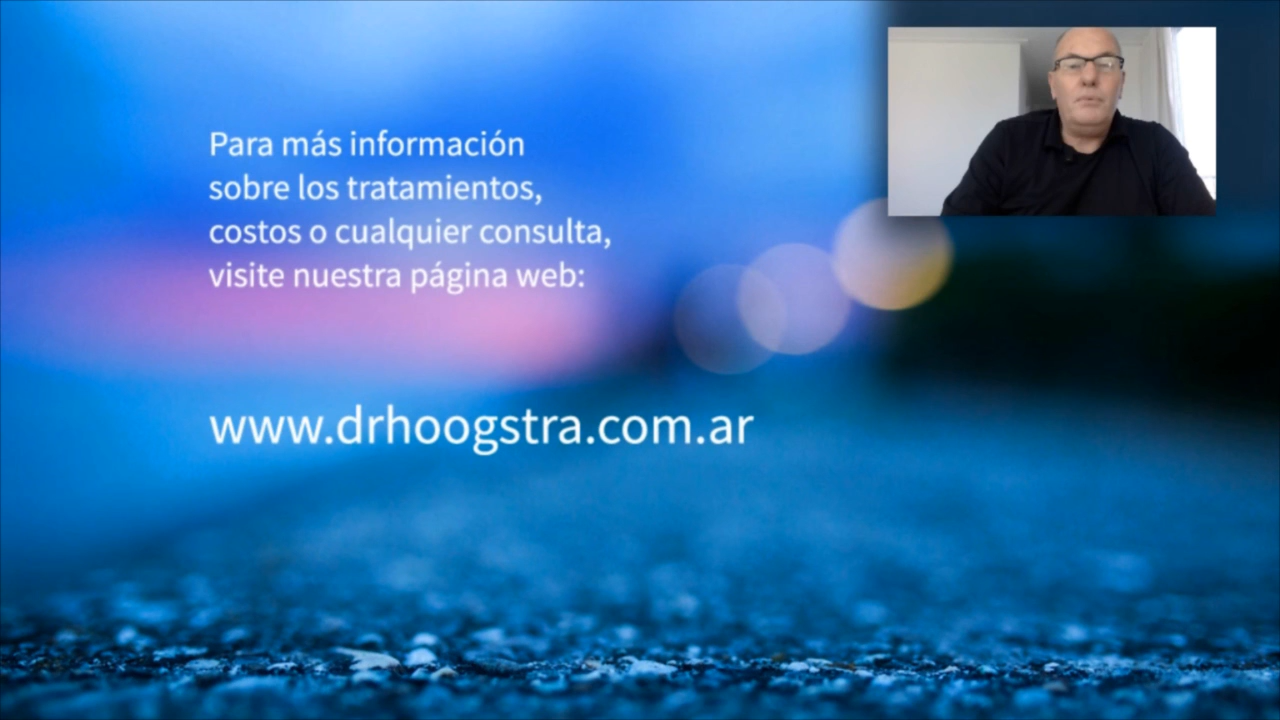 Para más información
sobre los tratamientos,
costos o cualquier consulta,
visite nuestra página web:
www.drhoogstra.com.ar